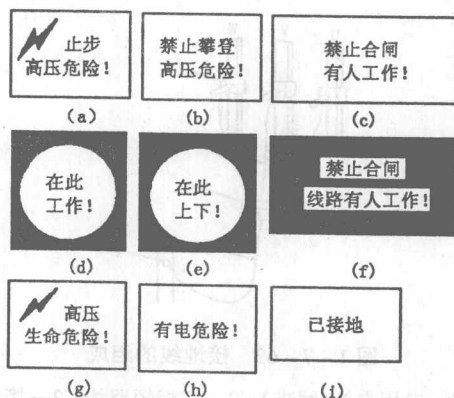 止步
高压危险!
(a)
禁止攀登
高压危险!
(b)
禁止合闸
有人工作!
(c)
在此
工作!
(d)
在此
上下!
(e)
禁止合闸
线路有人工作!
(f)
高压
生命危险!
(g)
有电危险!
(h)
已接地
(i)